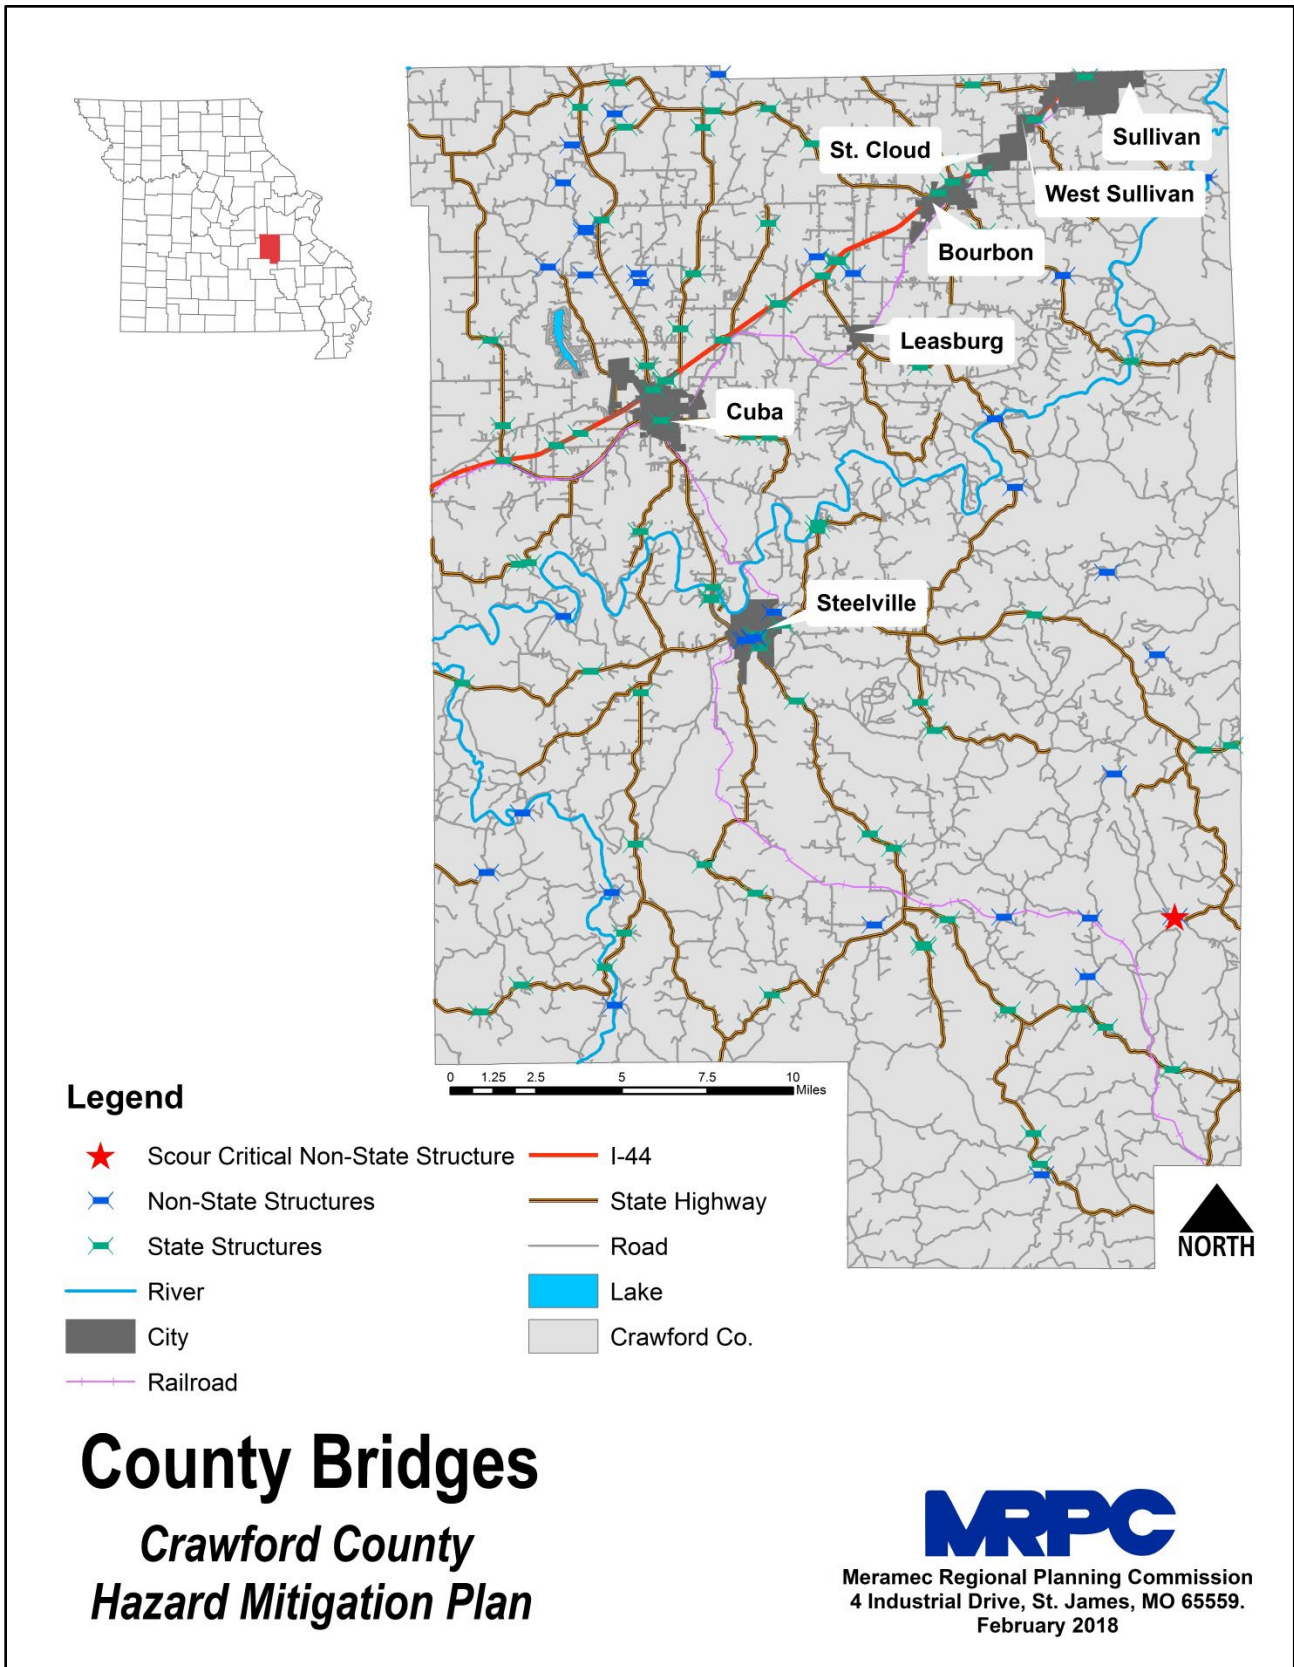 Sullivan
St. Cloud
West Sullivan
Bourbon
Leasburg
Cuba
Steelville
0 1.25 2.5 5 7.5 10
Miles
Legend
Scour Critical Non-State Structure
Non-State Structures
State Structures
River
City
Railroad
I-44
State Highway
Road
Lake
Crawford Co.
NORTH
County Bridges
Crawford County
Hazard Mitigation Plan
MRPC
Meramec Regional Planning Commission
4 Industrial Drive, St. James, MO 65559.
February 2018